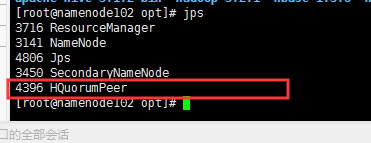 [root@namenode102 opt]# jps
3716 ResourceManager
3141 NameNode
4806 Jps
3450 SecondaryNameNode
4396 HQuorumPeer
[root@namenode102 opt]#
口的全部会话